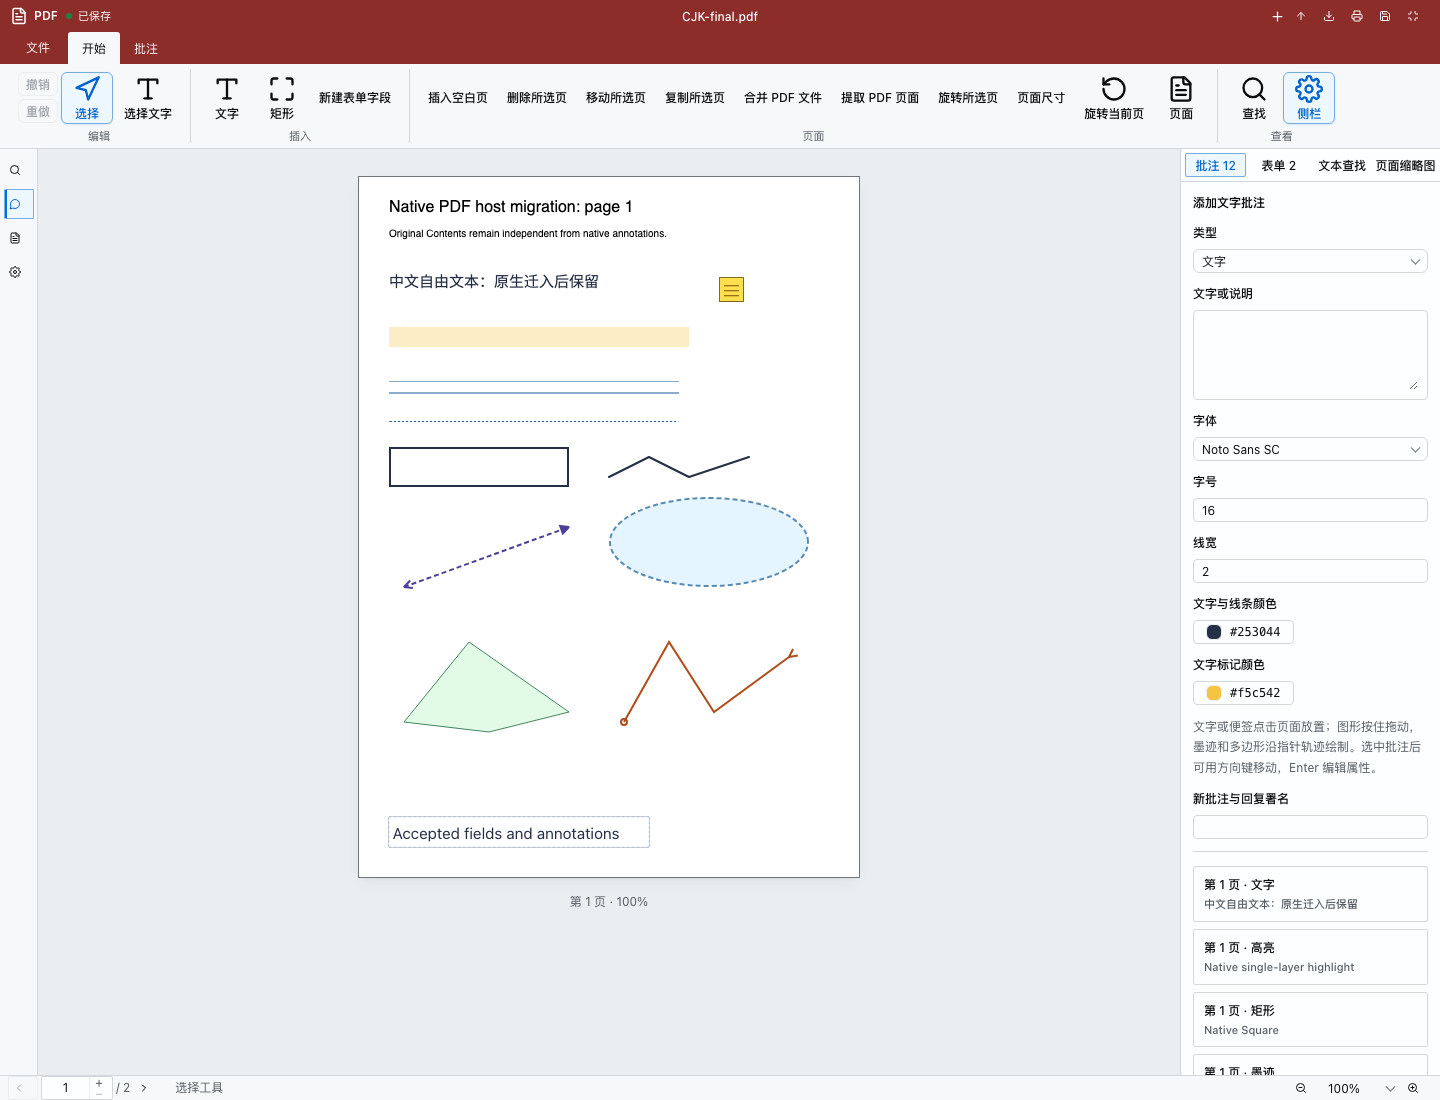 PDF 已保存
CJK-final.pdf
文件 开始 批注
撤销
重做
选择
选择文字
编辑
文字
矩形
新建表单字段
插入
插入空白页
删除所选页
移动所选页
复制所选页
合并 PDF 文件
提取 PDF 页面
旋转所选页
页面尺寸
旋转当前页
页面
页面
查找
侧栏
查看
Native PDF host migration: page 1
Original Contents remain independent from native annotations.
中文自由文本：原生迁入后保留
Accepted fields and annotations
第 1 页 · 100%
批注 12
表单 2
文本查找
页面缩略图
添加文字批注
类型
文字
文字或说明
字体
Noto Sans SC
字号
16
线宽
2
文字与线条颜色
#253044
文字标记颜色
#f5c542
文字或便签点击页面放置；图形按住拖动，
墨迹和多边形沿指针轨迹绘制。选中批注后
可用方向键移动，Enter 编辑属性。
新批注与回复署名
第 1 页 · 文字
中文自由文本：原生迁入后保留
第 1 页 · 高亮
Native single-layer highlight
第 1 页 · 矩形
Native Square
第 1 页 · 墨迹
1 / 2
选择工具
100%